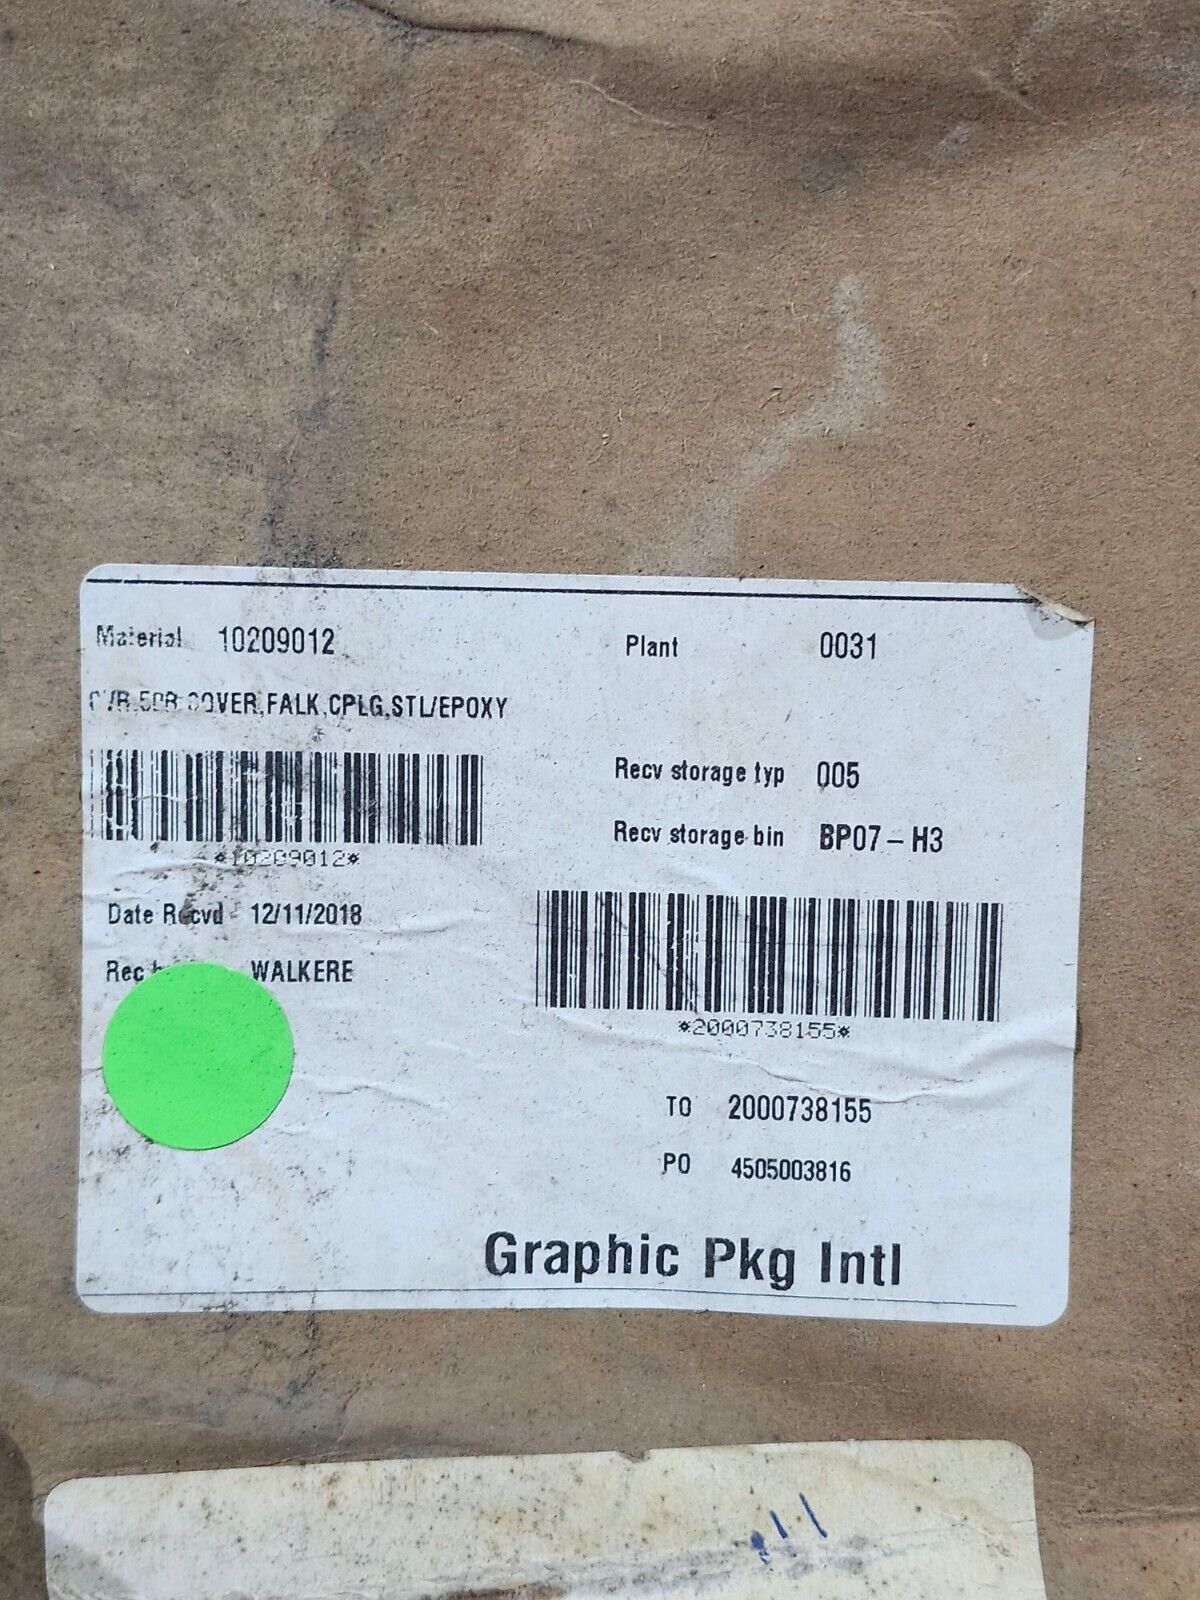 Material 10209012
Plant 0031
COVER,FALK,CPLG,STL/EPOXY
Recv storage typ 005
Recv storage bin BP07-H3
*10209012*
Date Recvd 12/11/2018
*2000738155*
Rec WALKERE
TO 2000738155
PO 4505003816
Graphic Pkg Intl